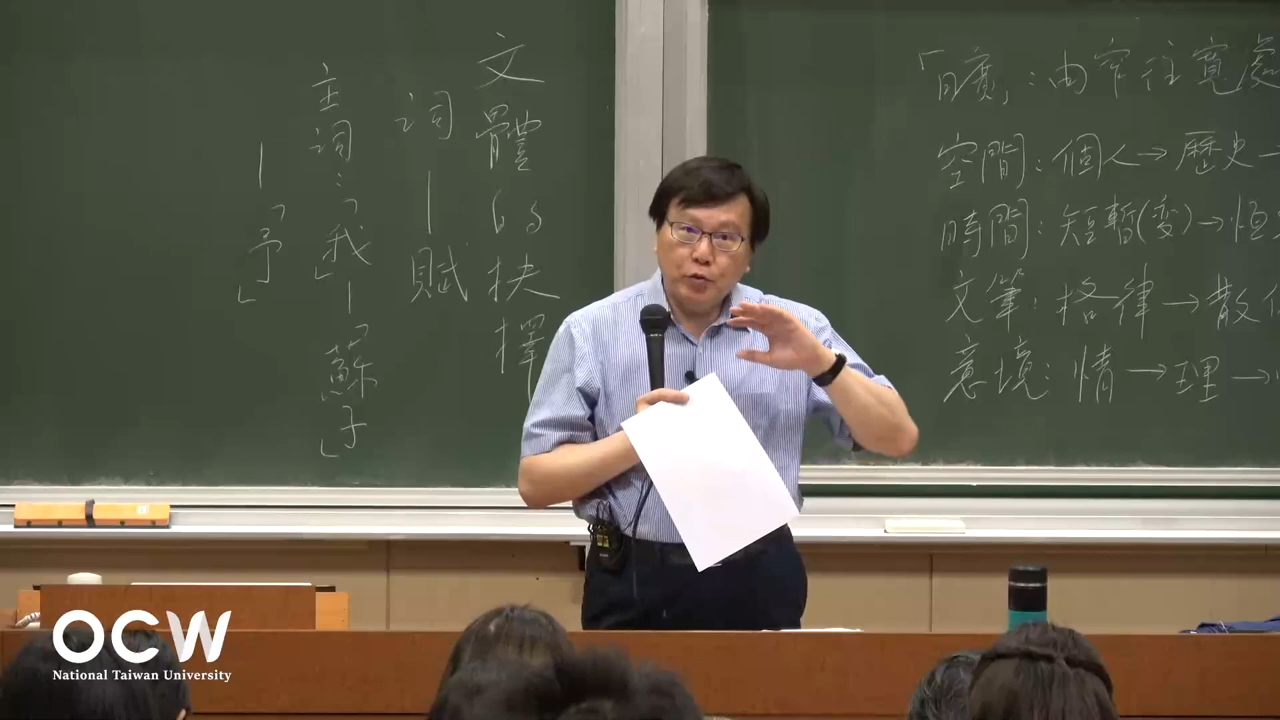 文體的抉擇
詞—賦
主詞:「我」—「蘇子」
—「予」
「曠」:由窄往寬處
空間:個人→歷史→
時間:短暫(变)→恒
文筆:格律→散
意境:情→理→
OCW
National Taiwan University